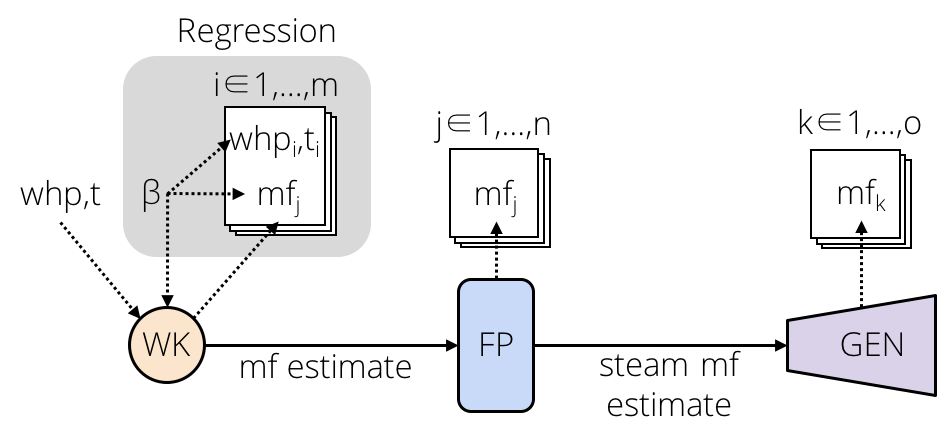 Regression
i∈1,...,m
whpᵢ,tᵢ
mfⱼ
β
whp,t
j∈1,...,n
mfⱼ
k∈1,...,o
mfₖ
WK
mf estimate
FP
steam mf
estimate
GEN